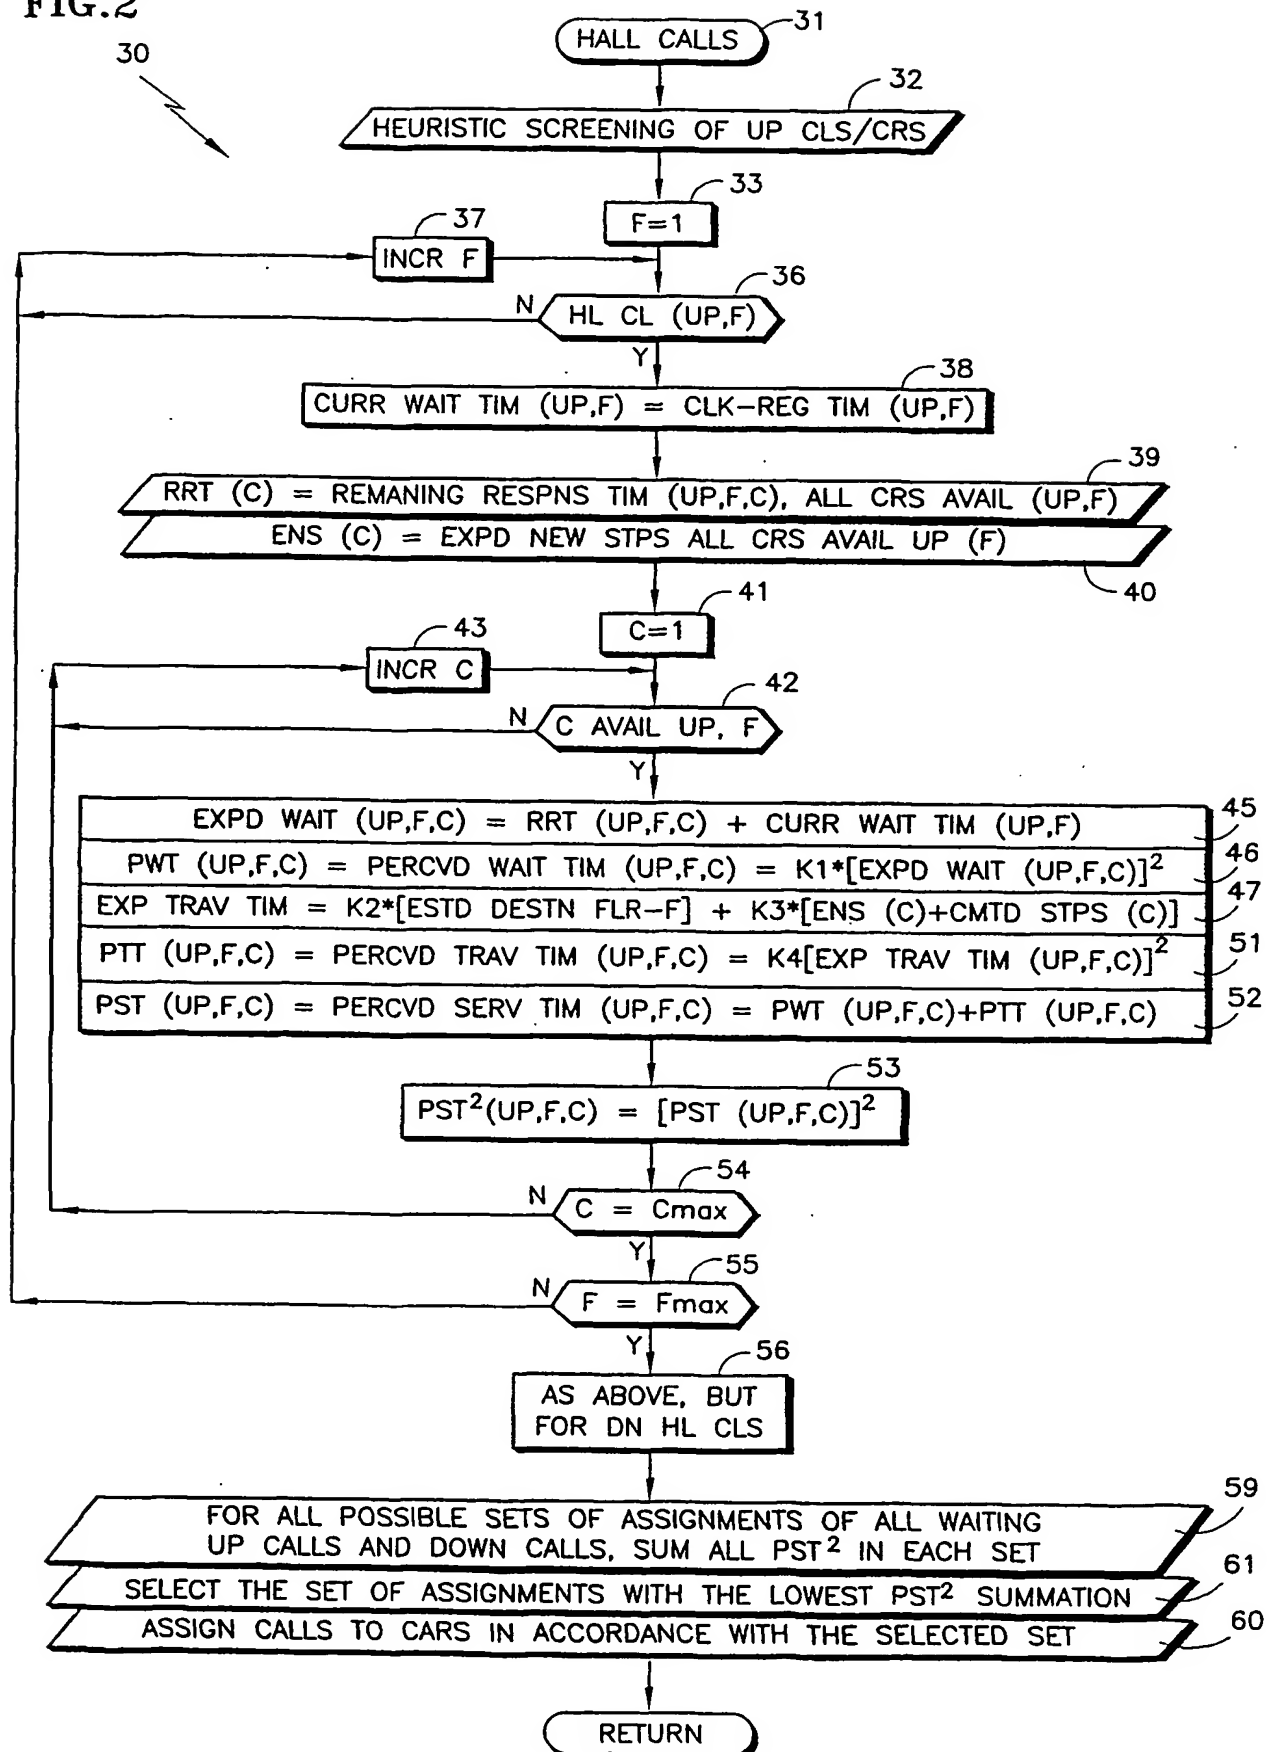 FIG.2
30
HALL CALLS
31
HEURISTIC SCREENING OF UP CLS/CRS
32
F=1
33
INCR F
37
HL CL (UP,F)
36
N
Y
CURR WAIT TIM (UP,F) = CLK-REG TIM (UP,F)
38
RRT (C) = REMANING RESPNS TIM (UP,F,C), ALL CRS AVAIL (UP,F)
39
ENS (C) = EXPD NEW STPS ALL CRS AVAIL UP (F)
40
C=1
41
INCR C
43
C AVAIL UP, F
42
N
Y
EXPD WAIT (UP,F,C) = RRT (UP,F,C) + CURR WAIT TIM (UP,F)
45
PWT (UP,F,C) = PERCVD WAIT TIM (UP,F,C) = K1*[EXPD WAIT (UP,F,C)]²
46
EXP TRAV TIM = K2*[ESTD DESTN FLR-F] + K3*[ENS (C)+CMTD STPS (C)]
47
PTT (UP,F,C) = PERCVD TRAV TIM (UP,F,C) = K4[EXP TRAV TIM (UP,F,C)]²
51
PST (UP,F,C) = PERCVD SERV TIM (UP,F,C) = PWT (UP,F,C)+PTT (UP,F,C)
52
PST²(UP,F,C) = [PST (UP,F,C)]²
53
C = Cmax
54
N
Y
F = Fmax
55
N
Y
AS ABOVE, BUT
FOR DN HL CLS
56
FOR ALL POSSIBLE SETS OF ASSIGNMENTS OF ALL WAITING
UP CALLS AND DOWN CALLS, SUM ALL PST² IN EACH SET
59
SELECT THE SET OF ASSIGNMENTS WITH THE LOWEST PST² SUMMATION
61
ASSIGN CALLS TO CARS IN ACCORDANCE WITH THE SELECTED SET
60
RETURN